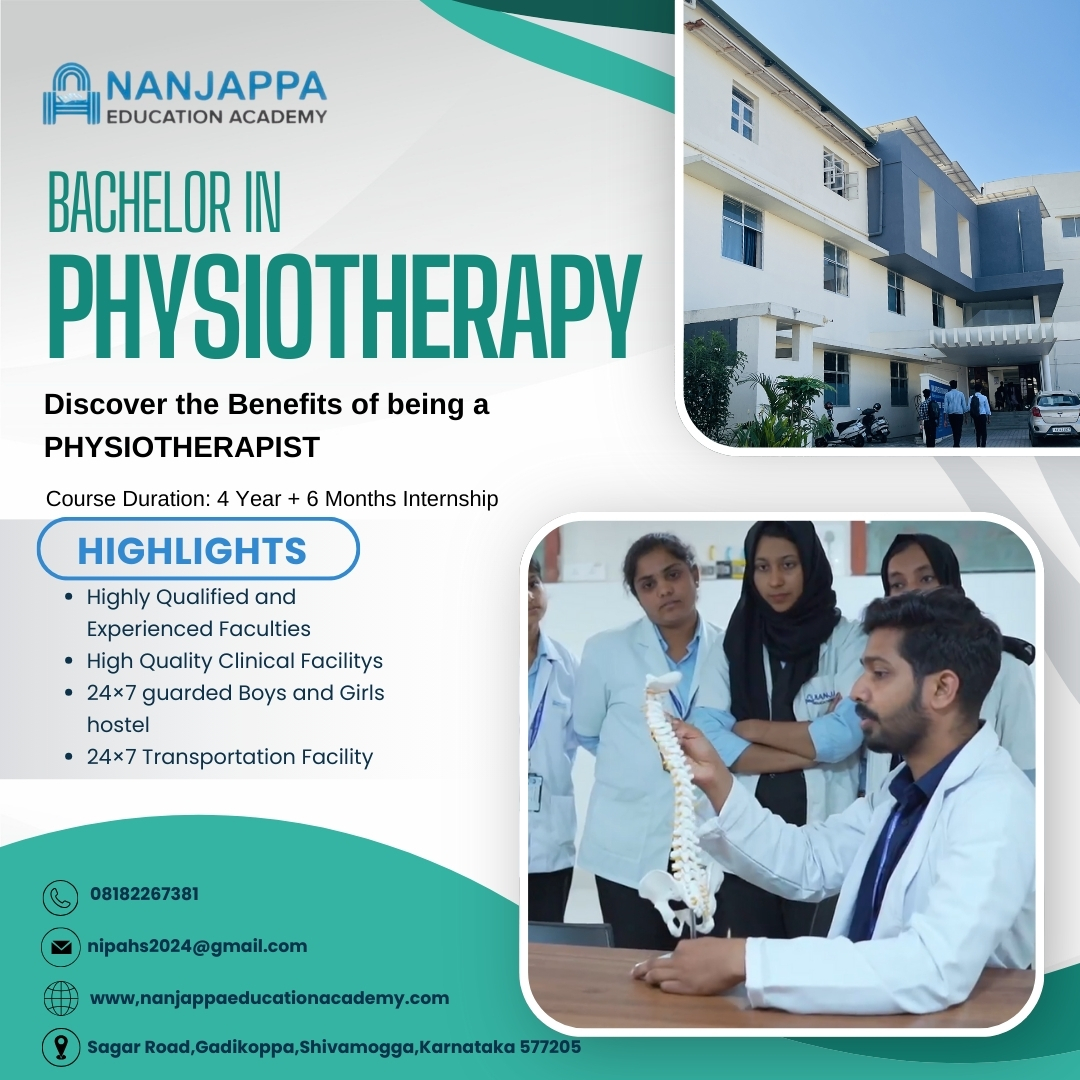 NANJAPPA
EDUCATION ACADEMY
BACHELOR IN
PHYSIOTHERAPY
Discover the Benefits of being a
PHYSIOTHERAPIST
Course Duration: 4 Year + 6 Months Internship
HIGHLIGHTS
• Highly Qualified and
Experienced Faculties
• High Quality Clinical Facilitys
• 24×7 guarded Boys and Girls
hostel
• 24×7 Transportation Facility
08182267381
nipahs2024@gmail.com
www,nanjappaeducationacademy.com
Sagar Road,Gadikoppa,Shivamogga,Karnataka 577205